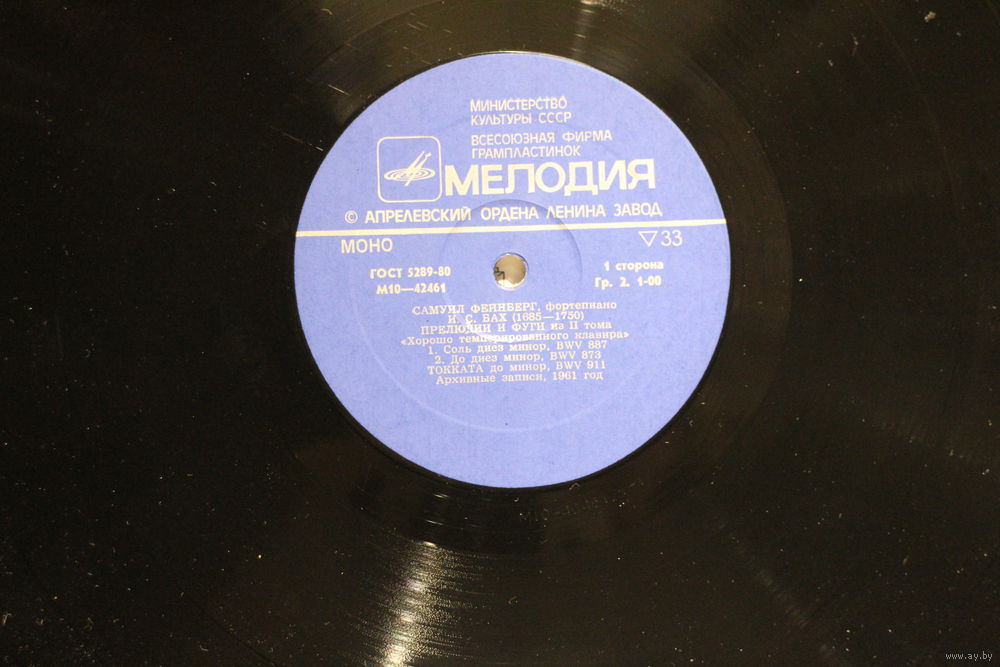 МИНИСТЕРСТВО
КУЛЬТУРЫ СССР
ВСЕСОЮЗНАЯ ФИРМА
ГРАМПЛАСТИНОК
МЕЛОДИЯ
© АПРЕЛЕВСКИЙ ОРДЕНА ЛЕНИНА ЗАВОД
МОНО ▽33
ГОСТ 5289-80 1 сторона
М10—42461 Гр. 2. 1-00
САМУИЛ ФЕЙНБЕРГ, фортепиано
И. С. БАХ (1685—1750)
ПРЕЛЮДИИ И ФУГИ из II тома
«Хорошо темперированного клавира»
1. Соль диез минор, BWV 887
2. До диез минор, BWV 873
ТОККАТА до минор, BWV 911
Архивные записи, 1961 год
www.ay.by